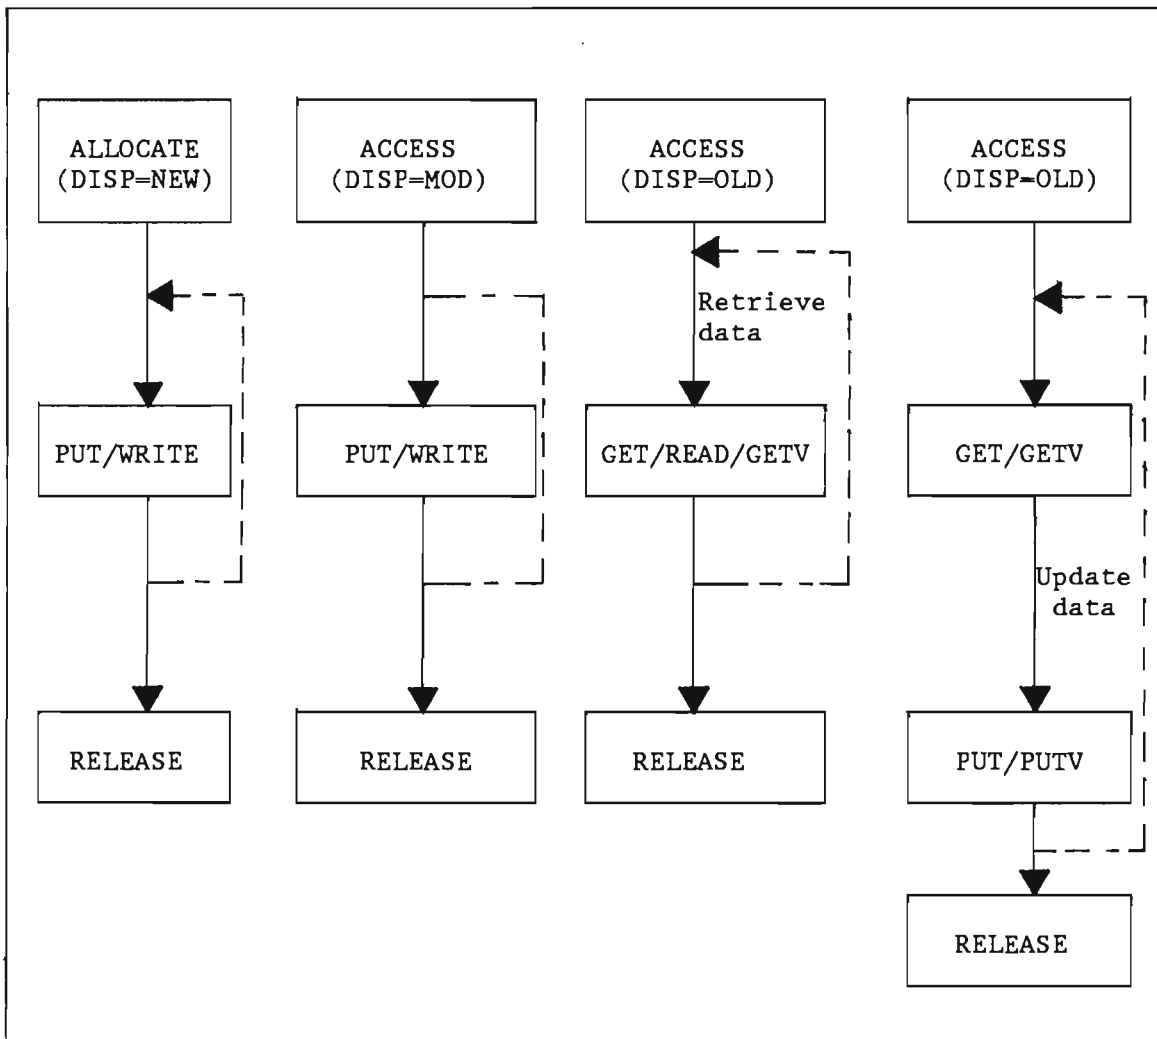 ALLOCATE
(DISP=NEW)
PUT/WRITE
RELEASE
ACCESS
(DISP=MOD)
PUT/WRITE
RELEASE
ACCESS
(DISP=OLD)
Retrieve
data
GET/READ/GETV
RELEASE
ACCESS
(DISP=OLD)
GET/GETV
Update
data
PUT/PUTV
RELEASE